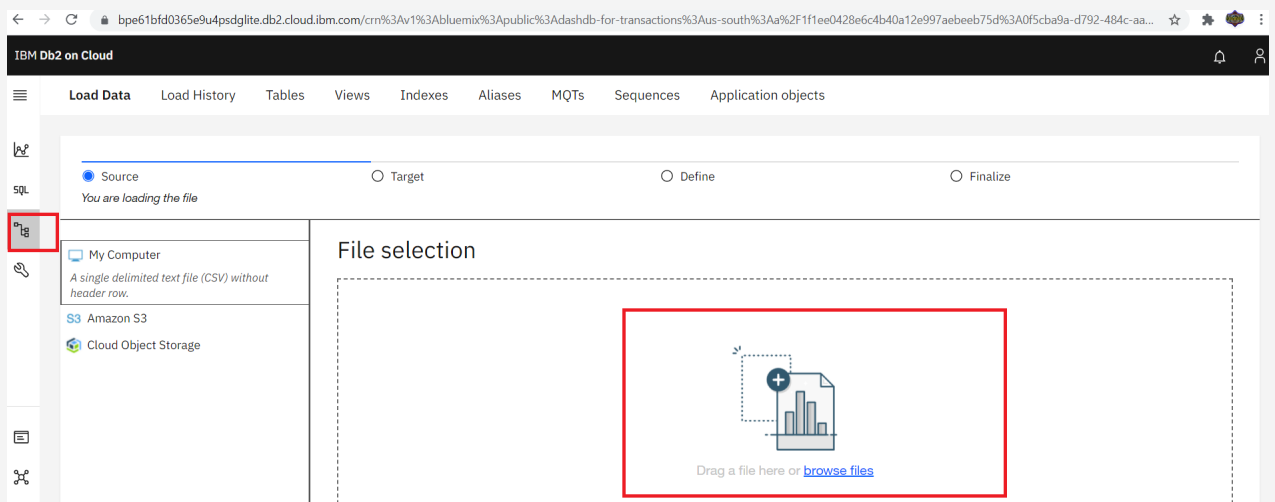 bpe61bfd0365e9u4psdglite.db2.cloud.ibm.com/crn%3Av1%3Abluemix%3Apublic%3Adashdb-for-transactions%3Aus-south%3Aa%2F1f1ee0428e6c4b40a12e997aebeeb75d%3A0f5cba9a-d792-484c-aa...
IBM Db2 on Cloud
Load Data Load History Tables Views Indexes Aliases MQTs Sequences Application objects
Source Target Define Finalize
You are loading the file
SQL
File selection
My Computer
A single delimited text file (CSV) without
header row.
S3 Amazon S3
Cloud Object Storage
Drag a file here or browse files